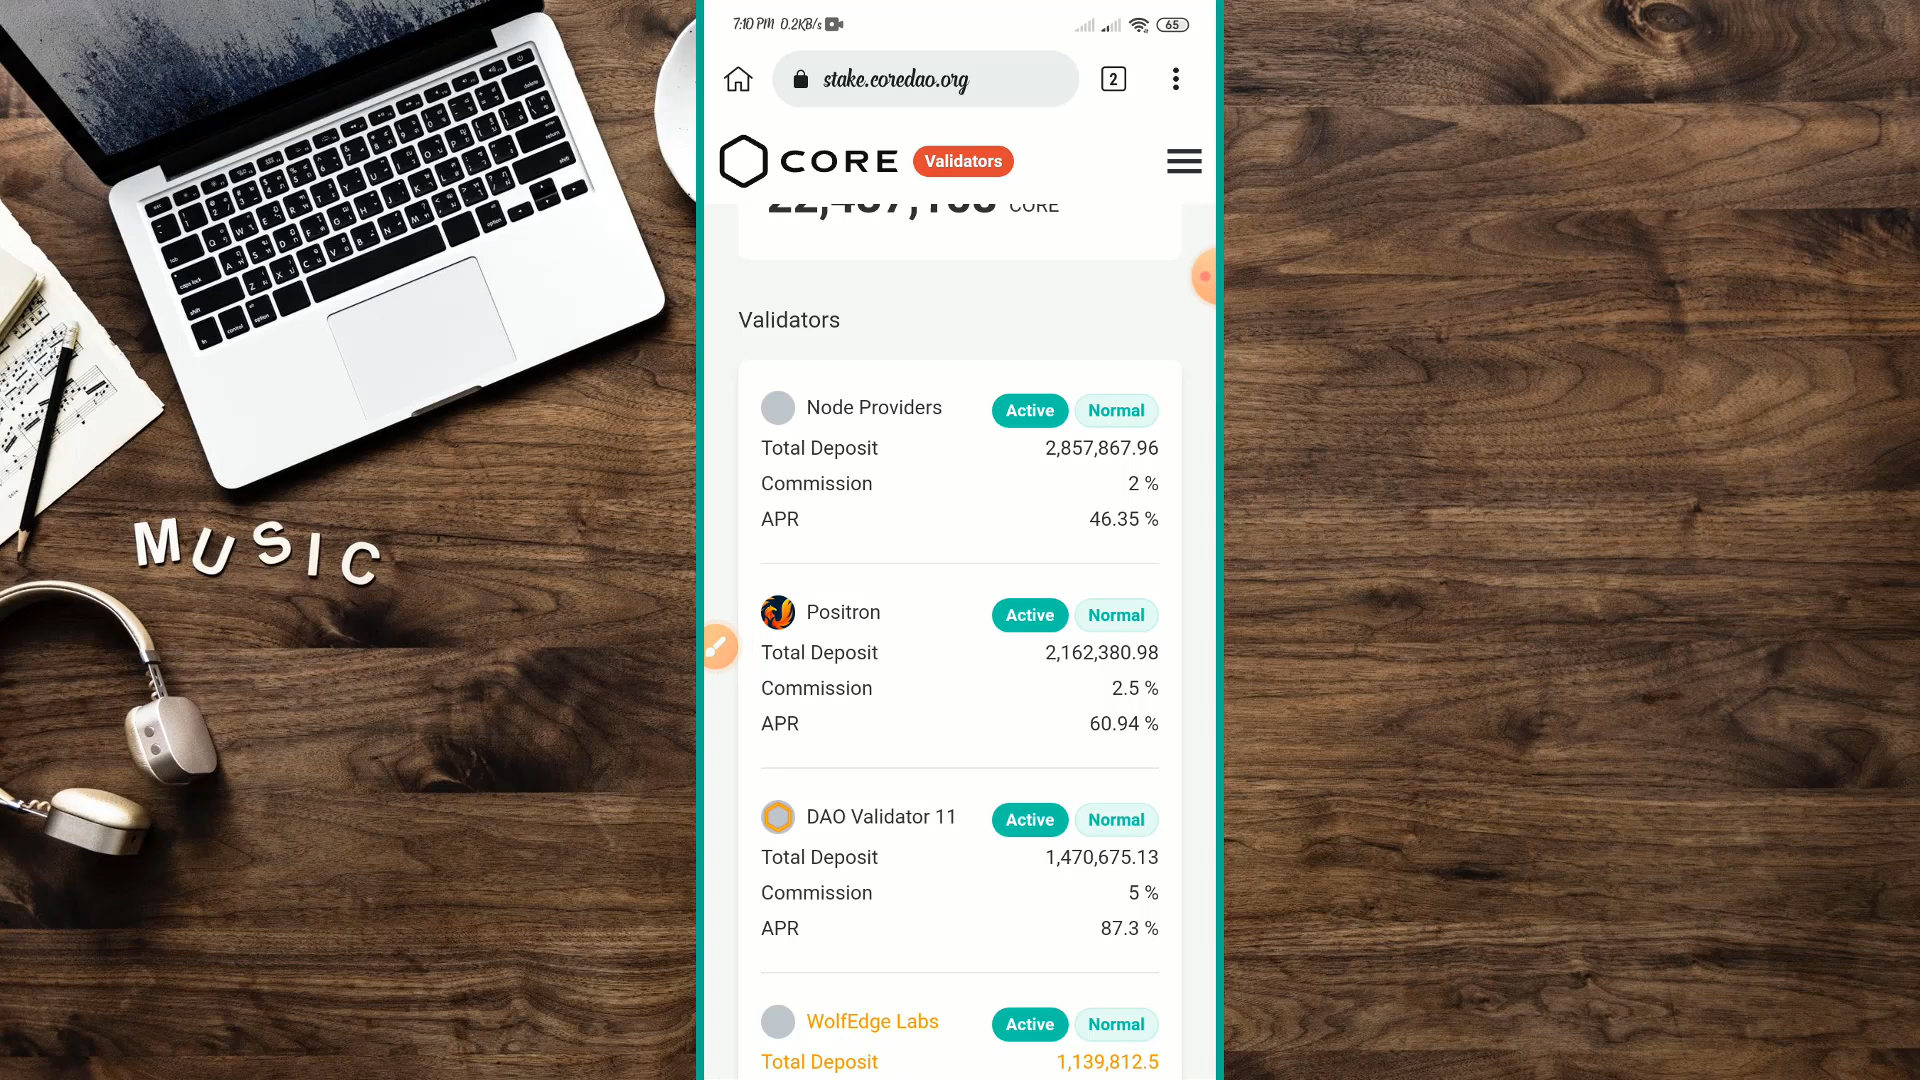 7:10 PM 0.2KB/s
65
stake.coredao.org
2
CORE Validators
CORE
Validators
Node Providers Active Normal
Total Deposit 2,857,867.96
Commission 2 %
APR 46.35 %
Positron Active Normal
Total Deposit 2,162,380.98
Commission 2.5 %
APR 60.94 %
DAO Validator 11 Active Normal
Total Deposit 1,470,675.13
Commission 5 %
APR 87.3 %
WolfEdge Labs Active Normal
Total Deposit 1,139,812.5
MUSIC